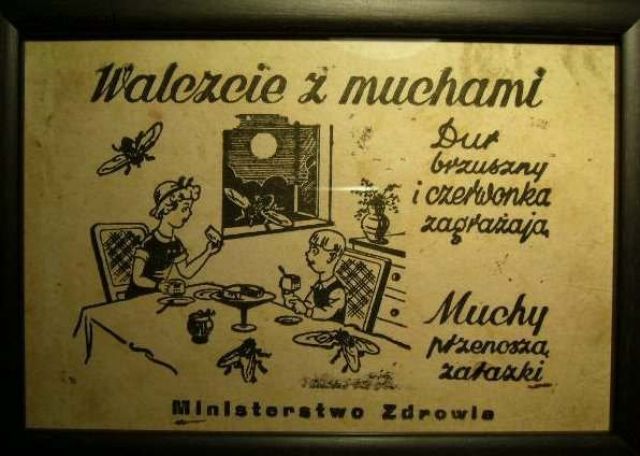 Walczcie z muchami
Dur
brzuszny
i czerwonka
zagrażają
Muchy
przenoszą
zarazki
Ministerstwo Zdrowia